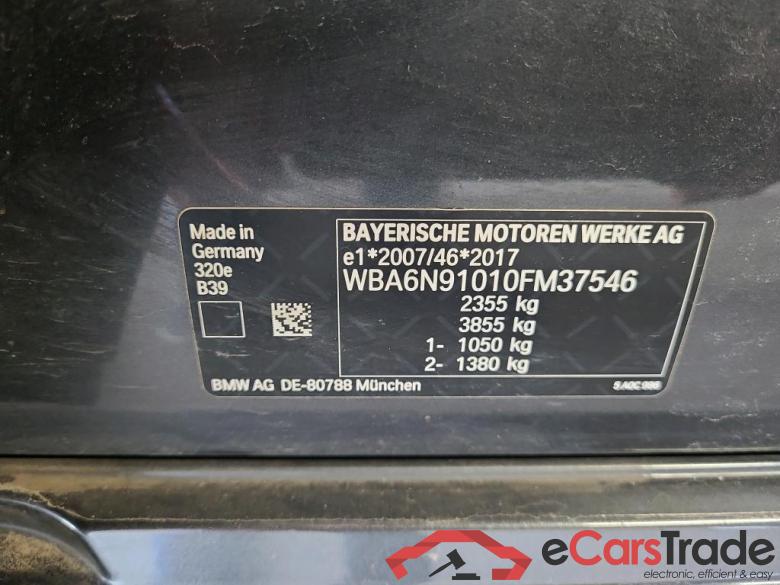 Made in
Germany
320e
B39
BAYERISCHE MOTOREN WERKE AG
e1*2007/46*2017
WBA6N91010FM37546
2355 kg
3855 kg
1- 1050 kg
2- 1380 kg
BMW AG DE-80788 München
eCarsTrade
electronic, efficient & easy